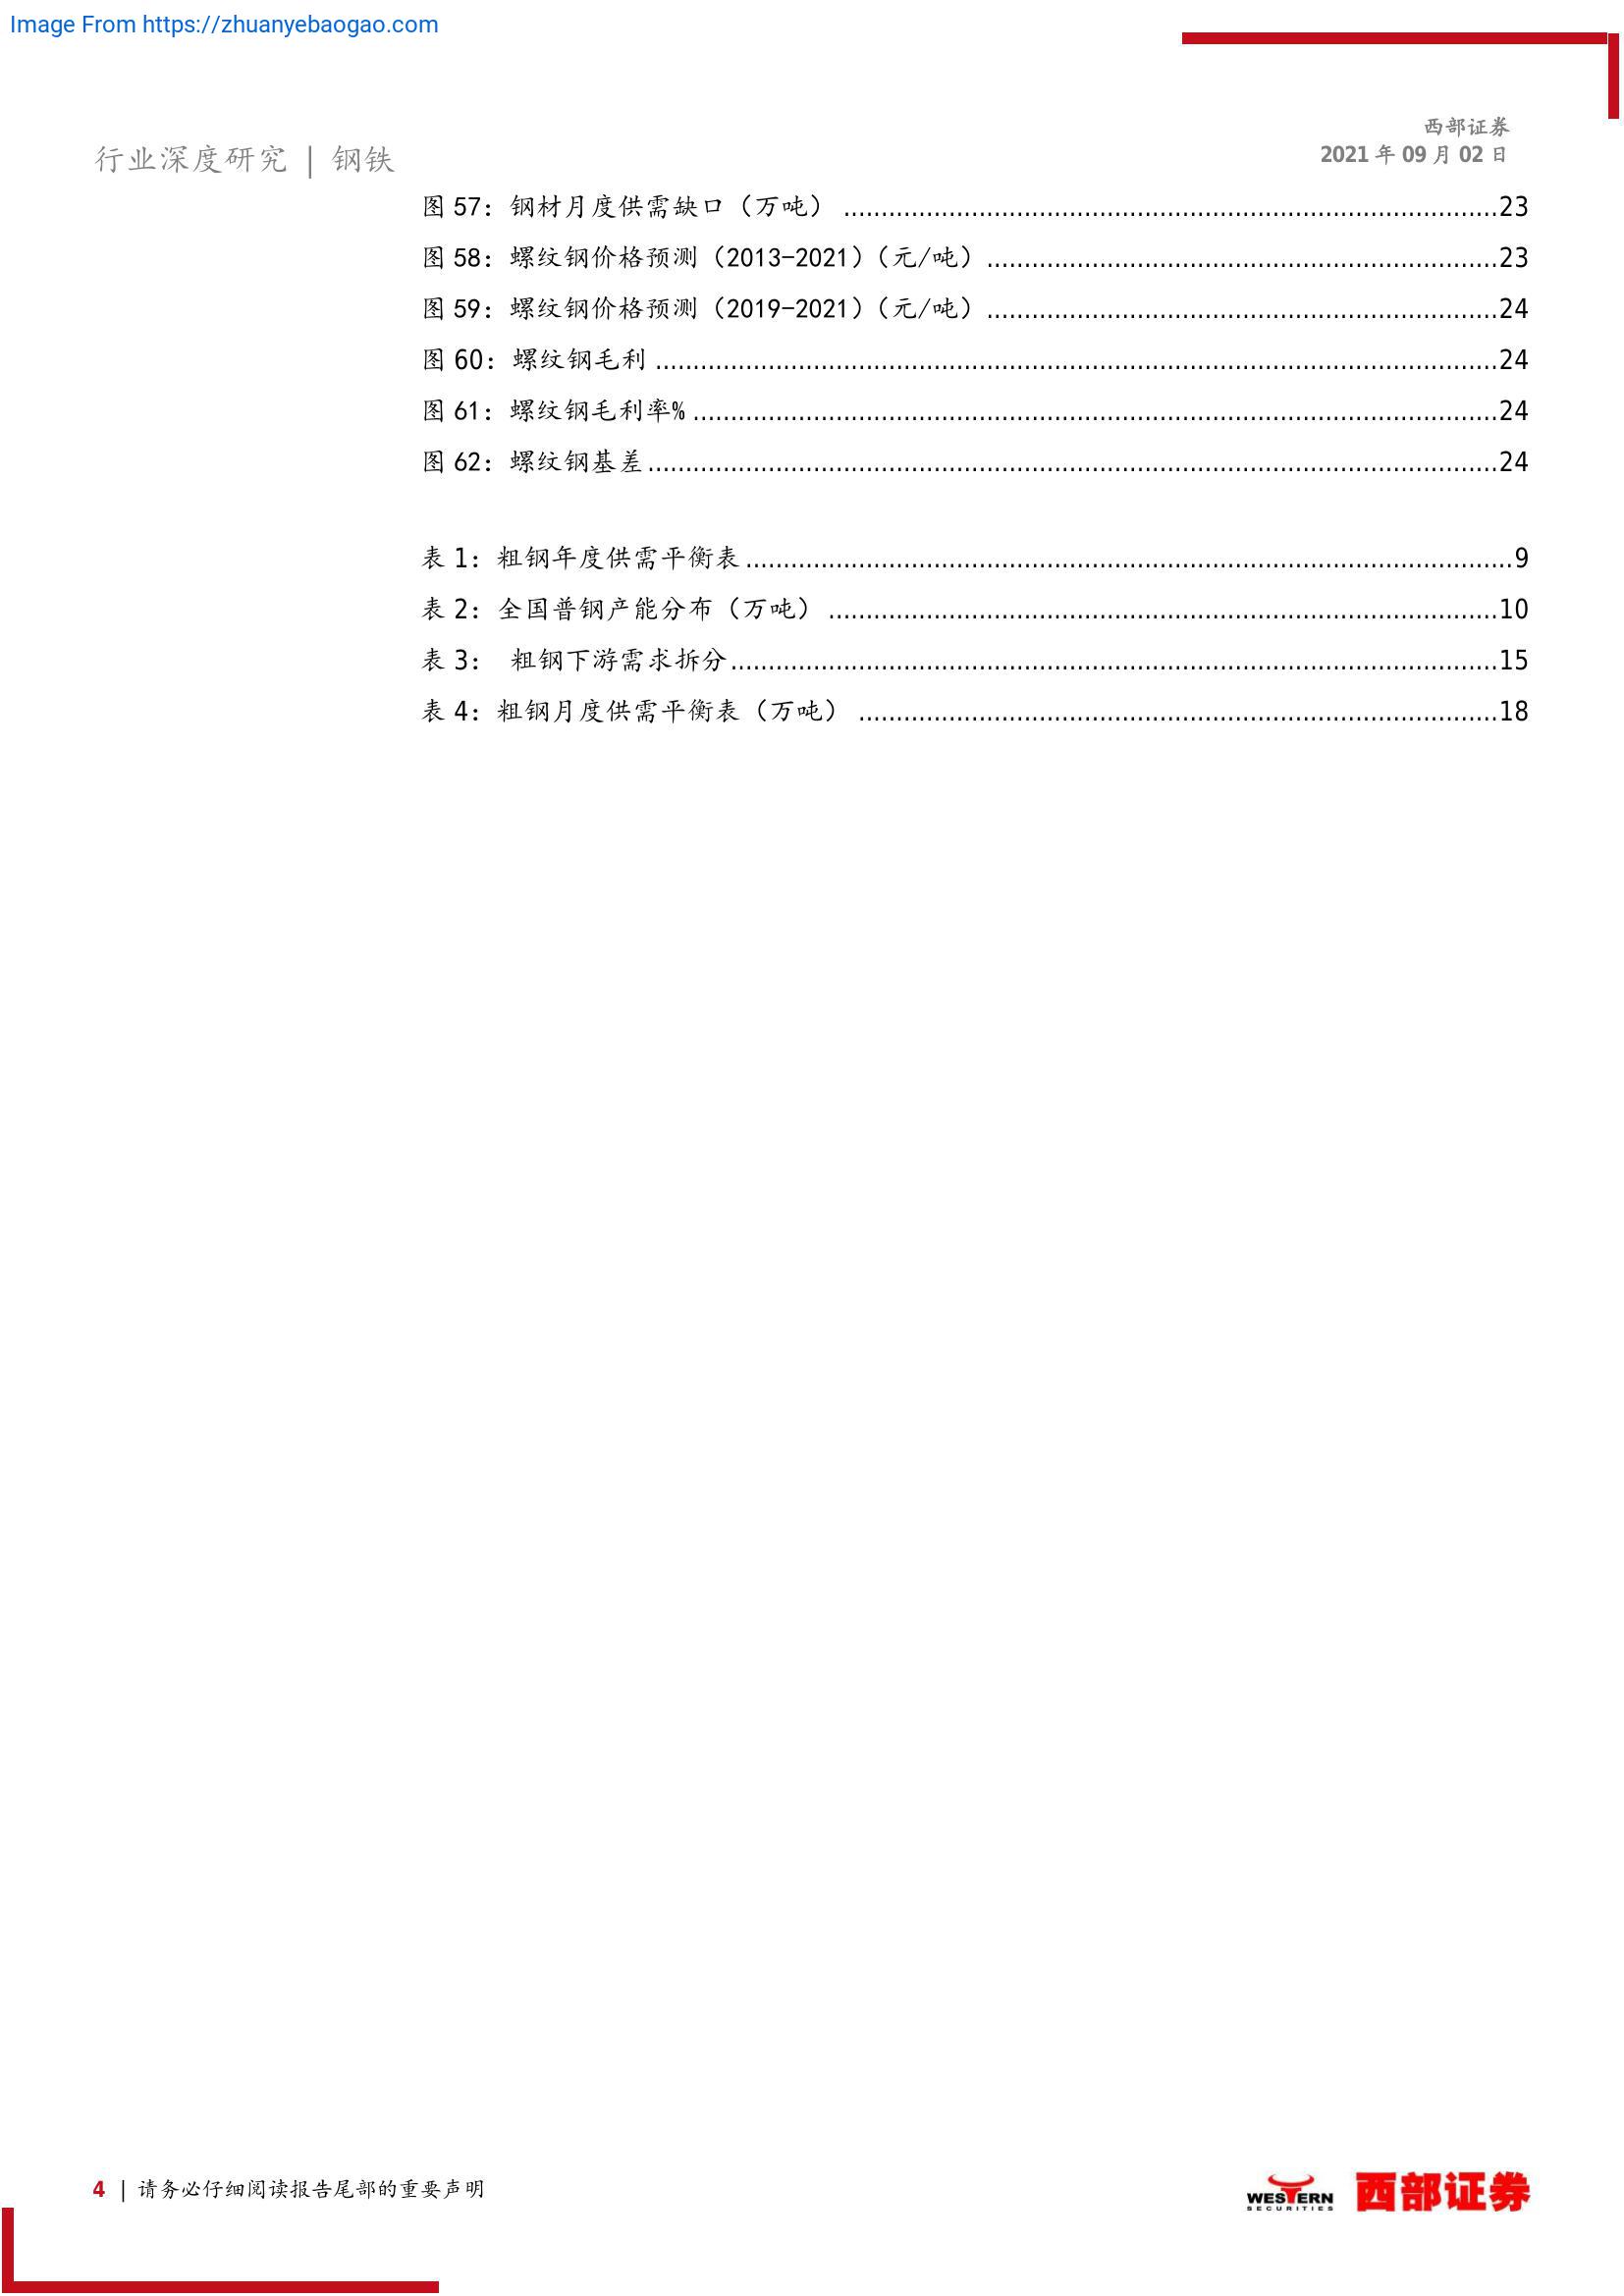 Image From https://zhuanyebaogao.com
西部证券
行业深度研究 | 钢铁
2021 年 09 月 02 日
图 57：钢材月度供需缺口（万吨） ........................................................................................23
图 58：螺纹钢价格预测（2013-2021）（元/吨）.....................................................................23
图 59：螺纹钢价格预测（2019-2021）（元/吨）.....................................................................24
图 60：螺纹钢毛利.................................................................................................................24
图 61：螺纹钢毛利率%............................................................................................................24
图 62：螺纹钢基差..................................................................................................................24
表 1：粗钢年度供需平衡表.......................................................................................................9
表 2：全国普钢产能分布（万吨） ..........................................................................................10
表 3： 粗钢下游需求拆分.......................................................................................................15
表 4：粗钢月度供需平衡表（万吨） ......................................................................................18
4 | 请务必仔细阅读报告尾部的重要声明
WESTERN
SECURITIES
西部证券